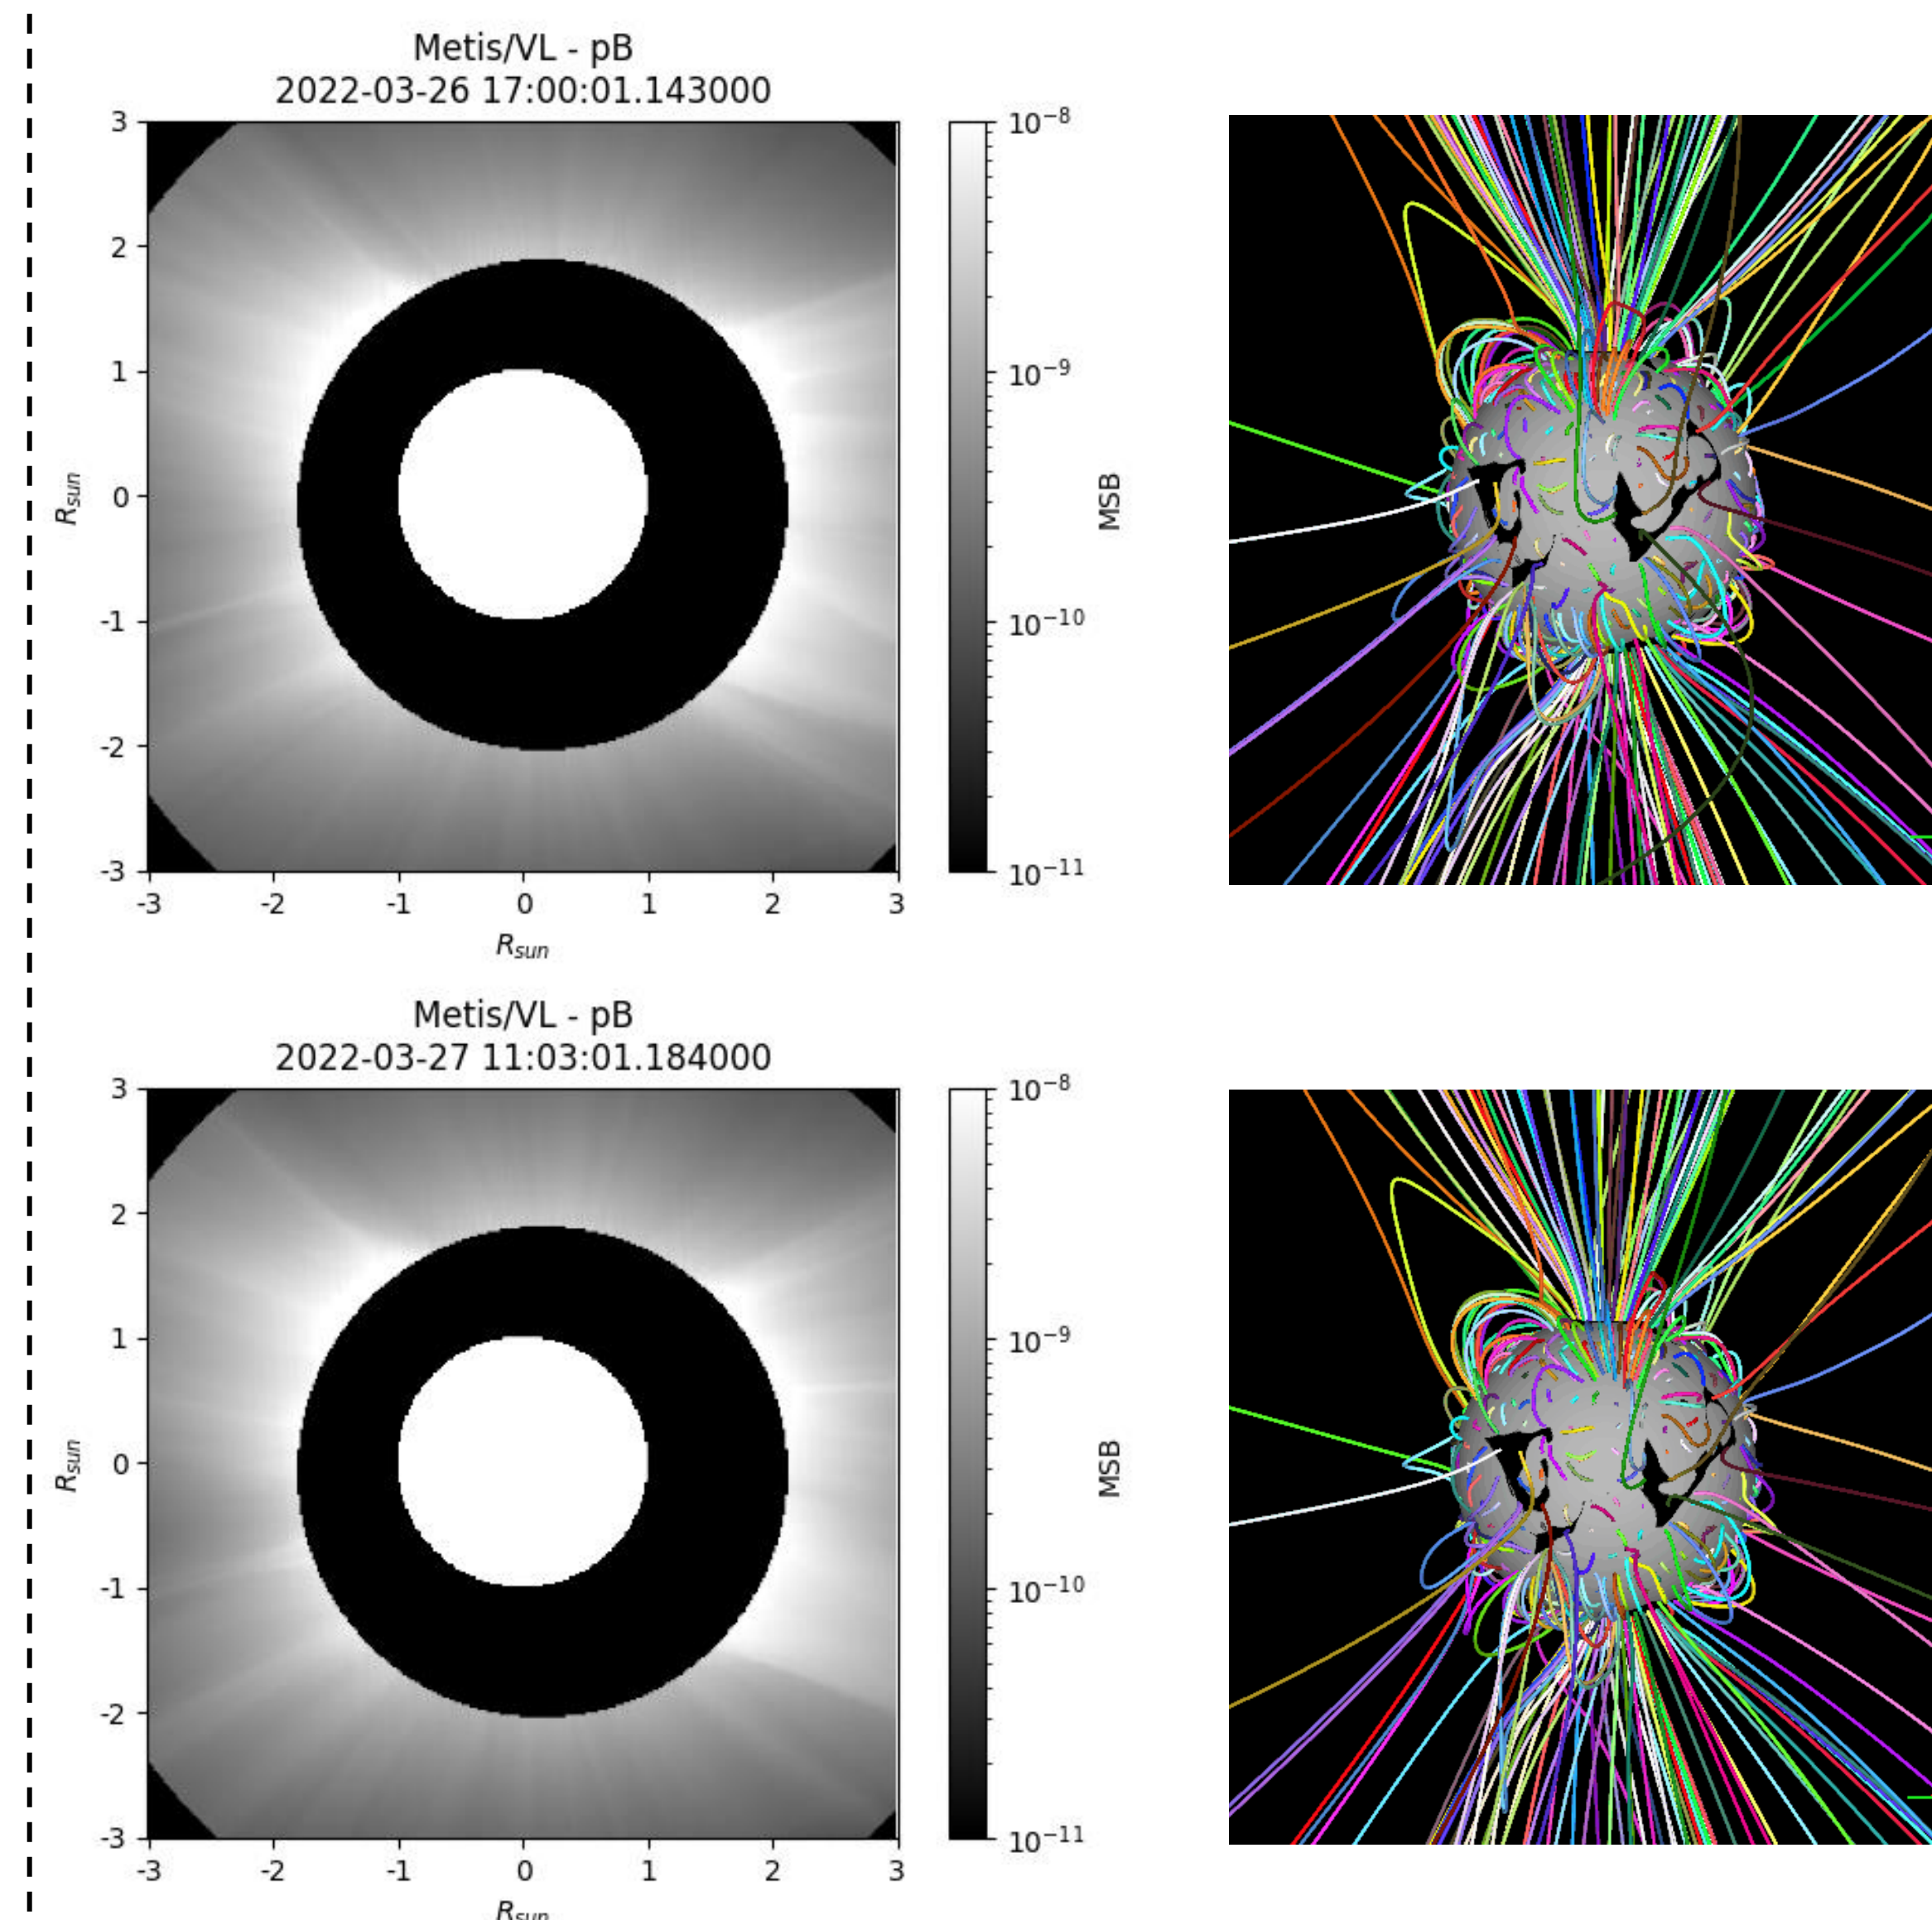 Metis/VL - pB
2022-03-26 17:00:01.143000
3
2
1
0
-1
-2
-3
R_sun
-3 -2 -1 0 1 2 3
R_sun
10^-8
10^-9
10^-10
10^-11
MSB
Metis/VL - pB
2022-03-27 11:03:01.184000
3
2
1
0
-1
-2
-3
R_sun
-3 -2 -1 0 1 2 3
R_sun
10^-8
10^-9
10^-10
10^-11
MSB